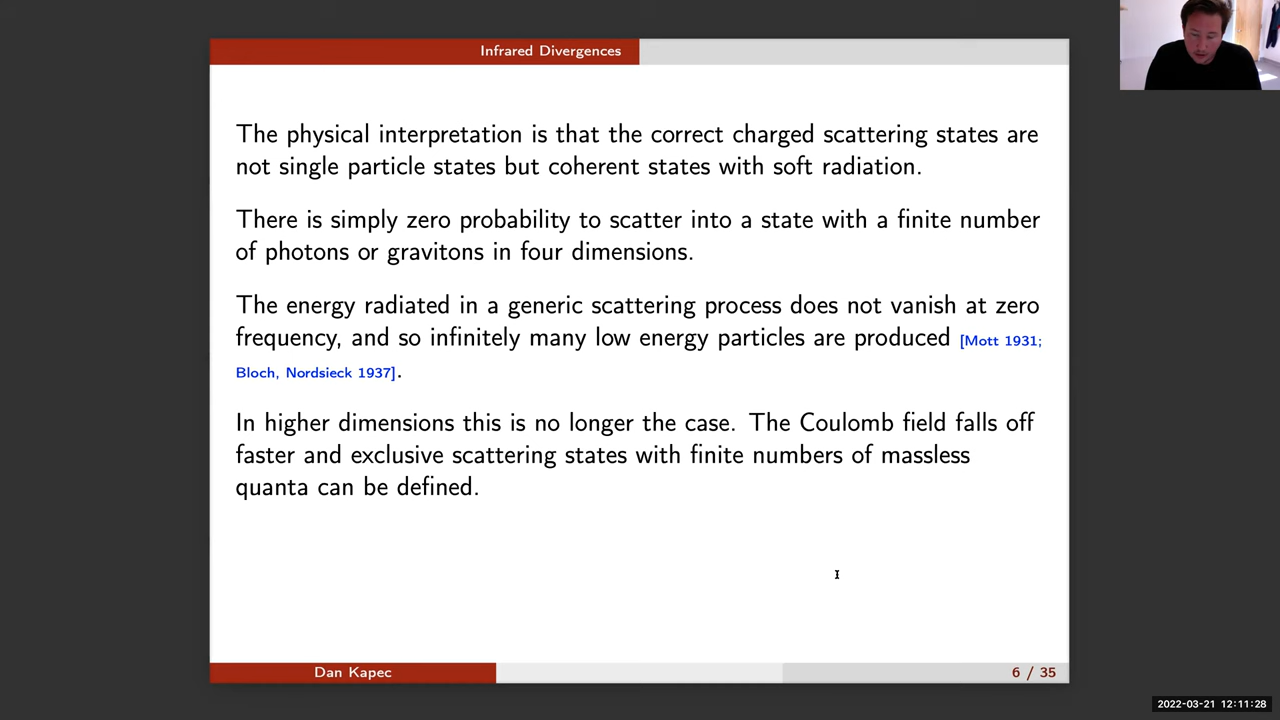 Infrared Divergences
The physical interpretation is that the correct charged scattering states are
not single particle states but coherent states with soft radiation.
There is simply zero probability to scatter into a state with a finite number
of photons or gravitons in four dimensions.
The energy radiated in a generic scattering process does not vanish at zero
frequency, and so infinitely many low energy particles are produced [Mott 1931;
Bloch, Nordsieck 1937].
In higher dimensions this is no longer the case. The Coulomb field falls off
faster and exclusive scattering states with finite numbers of massless
quanta can be defined.
Dan Kapec
6 / 35
2022-03-21 12:11:28